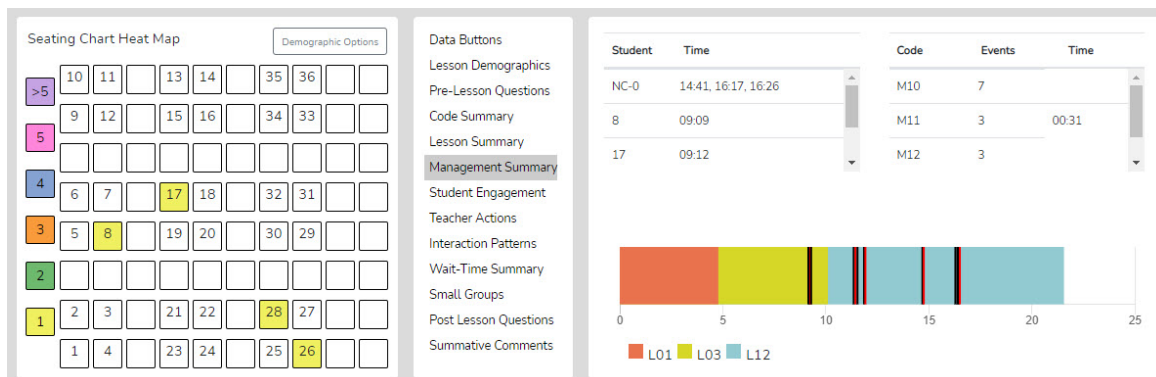 Seating Chart Heat Map
Demographic Options
>5 10 11 13 14 35 36
5 9 12 15 16 34 33
4
6 7 17 18 32 31
3 5 8 19 20 30 29
2
1 2 3 21 22 28 27
1 4 23 24 25 26
Data Buttons
Lesson Demographics
Pre-Lesson Questions
Code Summary
Lesson Summary
Management Summary
Student Engagement
Teacher Actions
Interaction Patterns
Wait-Time Summary
Small Groups
Post Lesson Questions
Summative Comments
Student Time
NC-0 14:41, 16:17, 16:26
8 09:09
17 09:12
Code Events Time
M10 7
M11 3 00:31
M12 3
0 5 10 15 20 25
L01 L03 L12